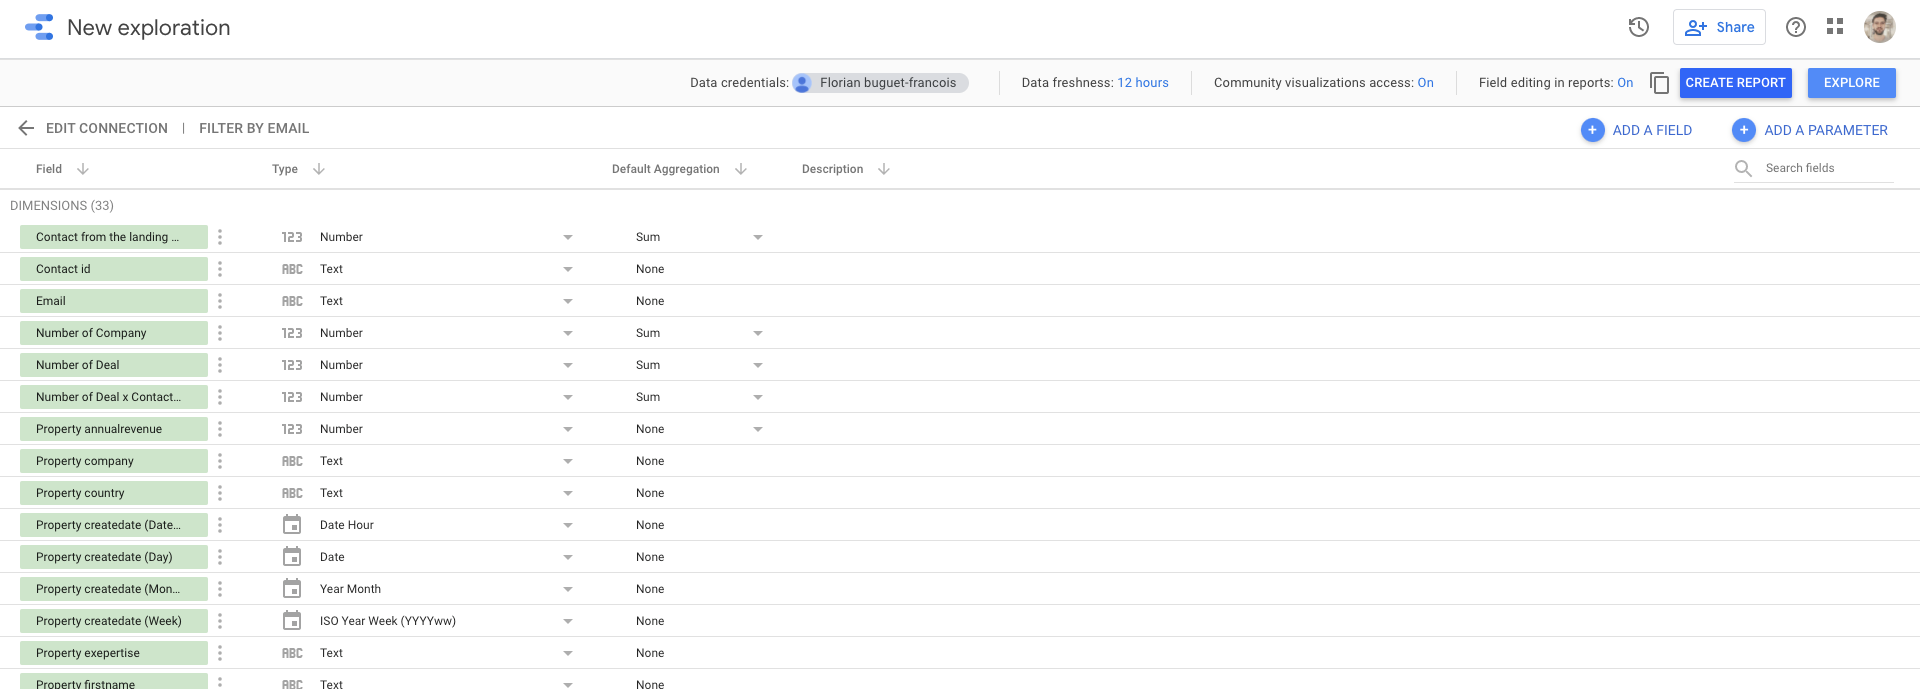 New exploration
Share
Data credentials: Florian buguet-francois
Data freshness: 12 hours
Community visualizations access: On
Field editing in reports: On
CREATE REPORT
EXPLORE
EDIT CONNECTION | FILTER BY EMAIL
ADD A FIELD
ADD A PARAMETER
Field
Type
Default Aggregation
Description
Search fields
DIMENSIONS (33)
Contact from the landing ...
123 Number
Sum
Contact id
ABC Text
None
Email
ABC Text
None
Number of Company
123 Number
Sum
Number of Deal
123 Number
Sum
Number of Deal x Contact...
123 Number
Sum
Property annualrevenue
123 Number
None
Property company
ABC Text
None
Property country
ABC Text
None
Property createdate (Date...
Date Hour
None
Property createdate (Day)
Date
None
Property createdate (Mon...
Year Month
None
Property createdate (Week)
ISO Year Week (YYYYww)
None
Property exepertise
ABC Text
None
Property firstname
ABC Text
None